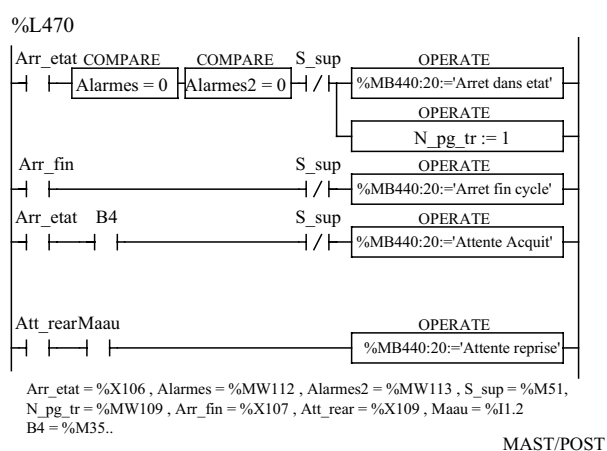 %L470
Arr_etat COMPARE COMPARE S_sup OPERATE
Alarmes = 0 Alarmes2 = 0 %MB440:20:='Arret dans etat'
OPERATE
N_pg_tr := 1
Arr_fin S_sup OPERATE
%MB440:20:='Arret fin cycle'
Arr_etat B4 S_sup OPERATE
%MB440:20:='Attente Acquit'
Att_rearMaau OPERATE
%MB440:20:='Attente reprise'
Arr_etat = %X106 , Alarmes = %MW112 , Alarmes2 = %MW113 , S_sup = %M51,
N_pg_tr = %MW109 , Arr_fin = %X107 , Att_rear = %X109 , Maau = %I1.2
B4 = %M35..
MAST/POST